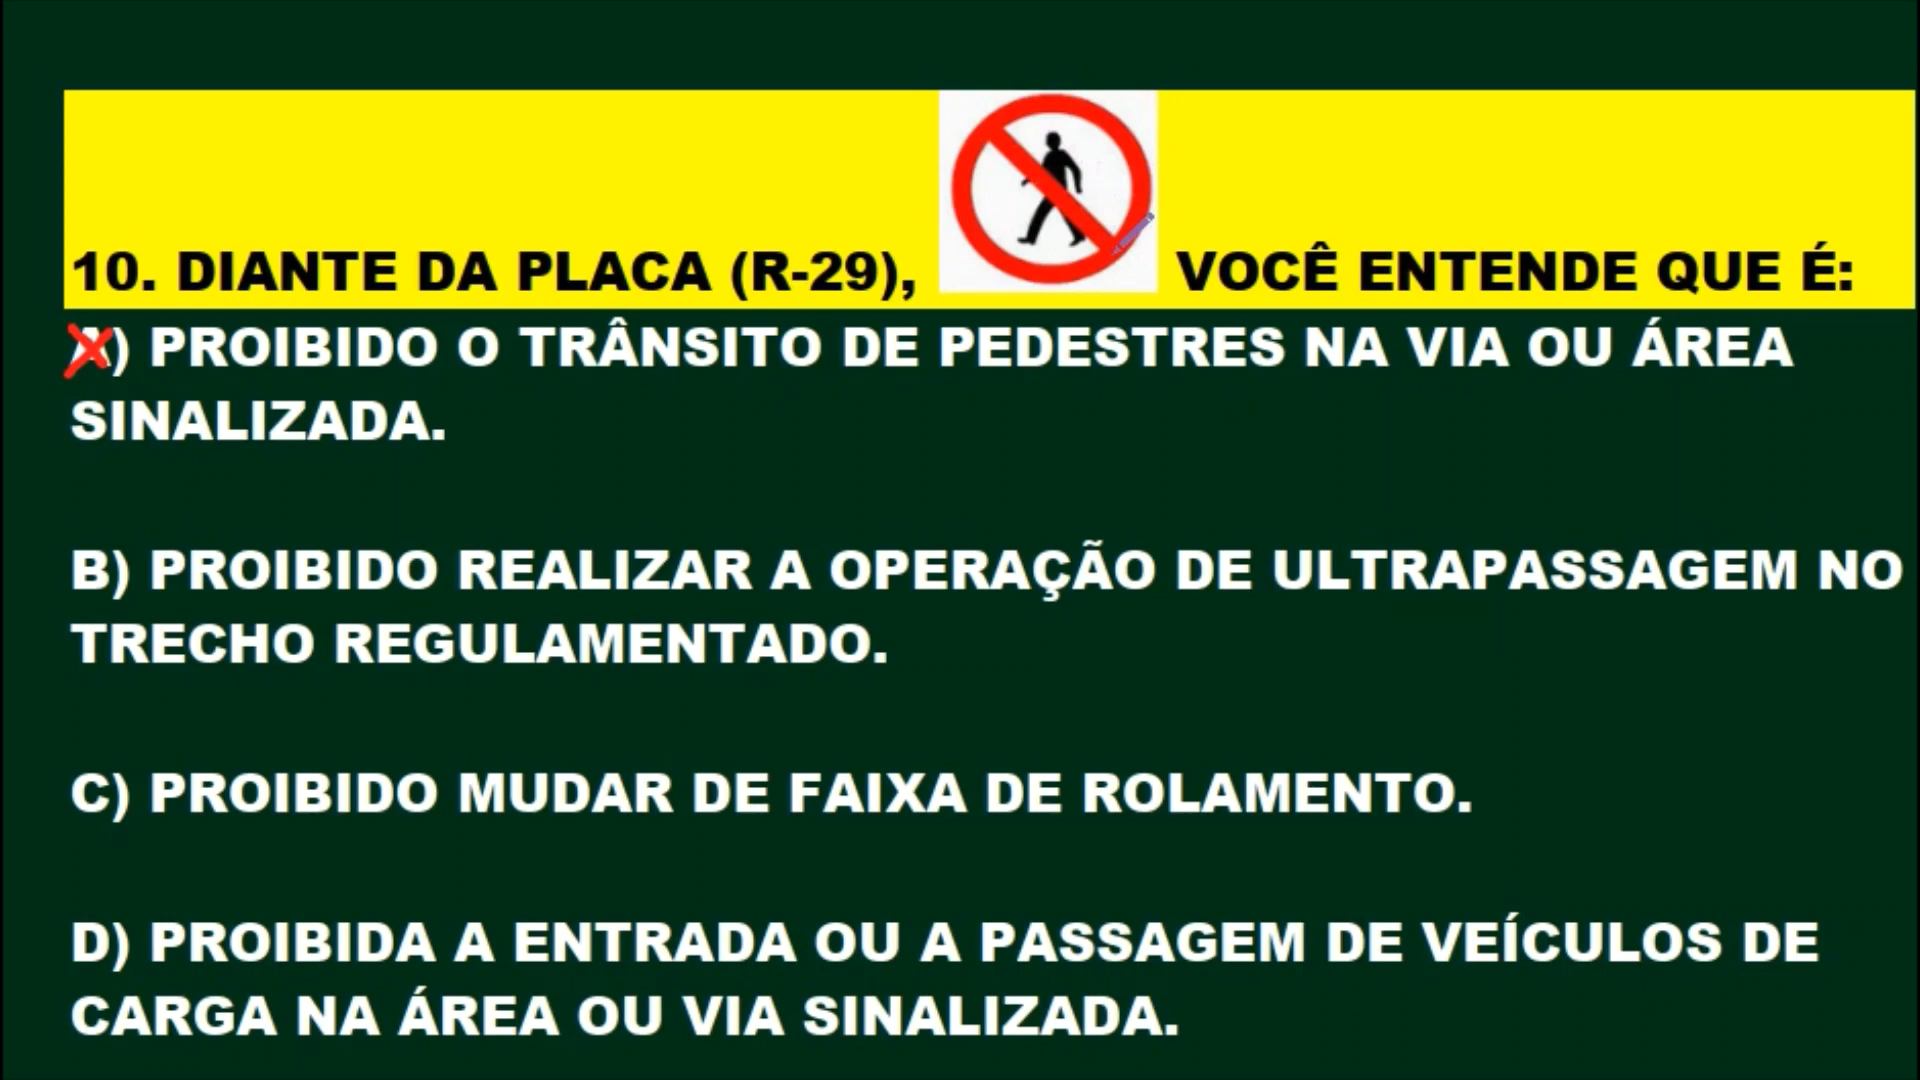 10. DIANTE DA PLACA (R-29), VOCÊ ENTENDE QUE É:
A) PROIBIDO O TRÂNSITO DE PEDESTRES NA VIA OU ÁREA
SINALIZADA.
B) PROIBIDO REALIZAR A OPERAÇÃO DE ULTRAPASSAGEM NO
TRECHO REGULAMENTADO.
C) PROIBIDO MUDAR DE FAIXA DE ROLAMENTO.
D) PROIBIDA A ENTRADA OU A PASSAGEM DE VEÍCULOS DE
CARGA NA ÁREA OU VIA SINALIZADA.